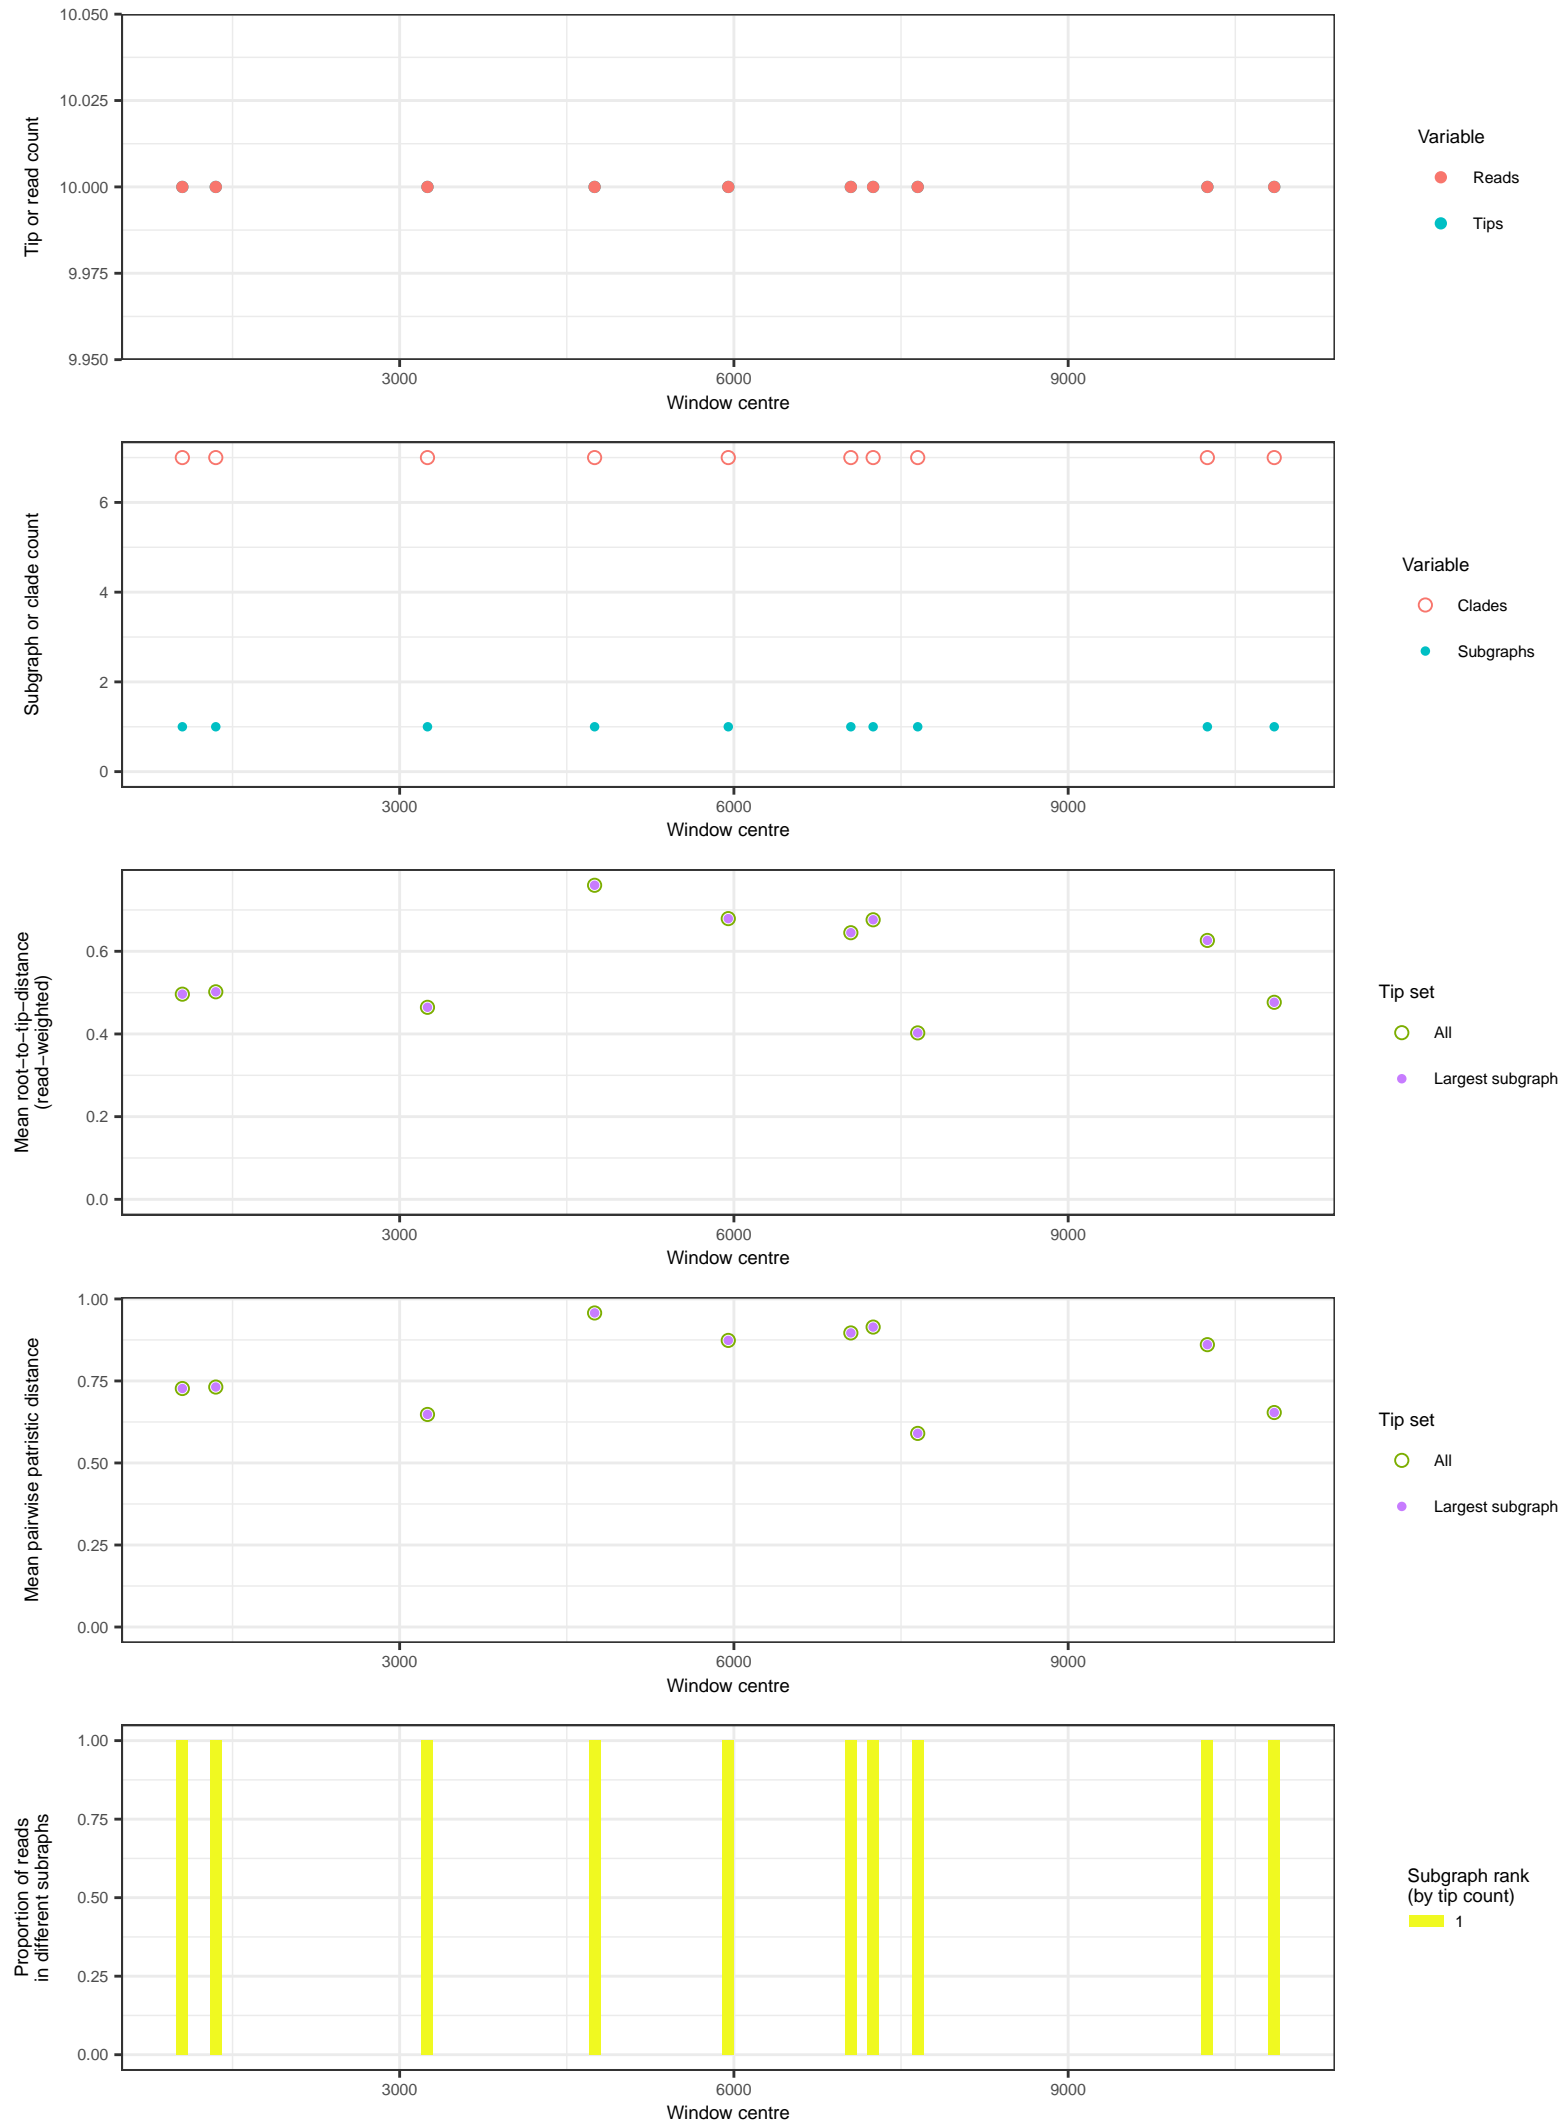 10.050
10.025
10.000
9.975
9.950
Tip or read count
3000 6000 9000
Window centre
Variable
Reads
Tips
6
4
2
0
Subgraph or clade count
3000 6000 9000
Window centre
Variable
Clades
Subgraphs
0.6
0.4
0.2
0.0
Mean root−to−tip−distance
(read−weighted)
3000 6000 9000
Window centre
Tip set
All
Largest subgraph
1.00
0.75
0.50
0.25
0.00
Mean pairwise patristic distance
3000 6000 9000
Window centre
Tip set
All
Largest subgraph
1.00
0.75
0.50
0.25
0.00
Proportion of reads
in different subraphs
3000 6000 9000
Window centre
Subgraph rank
(by tip count)
1